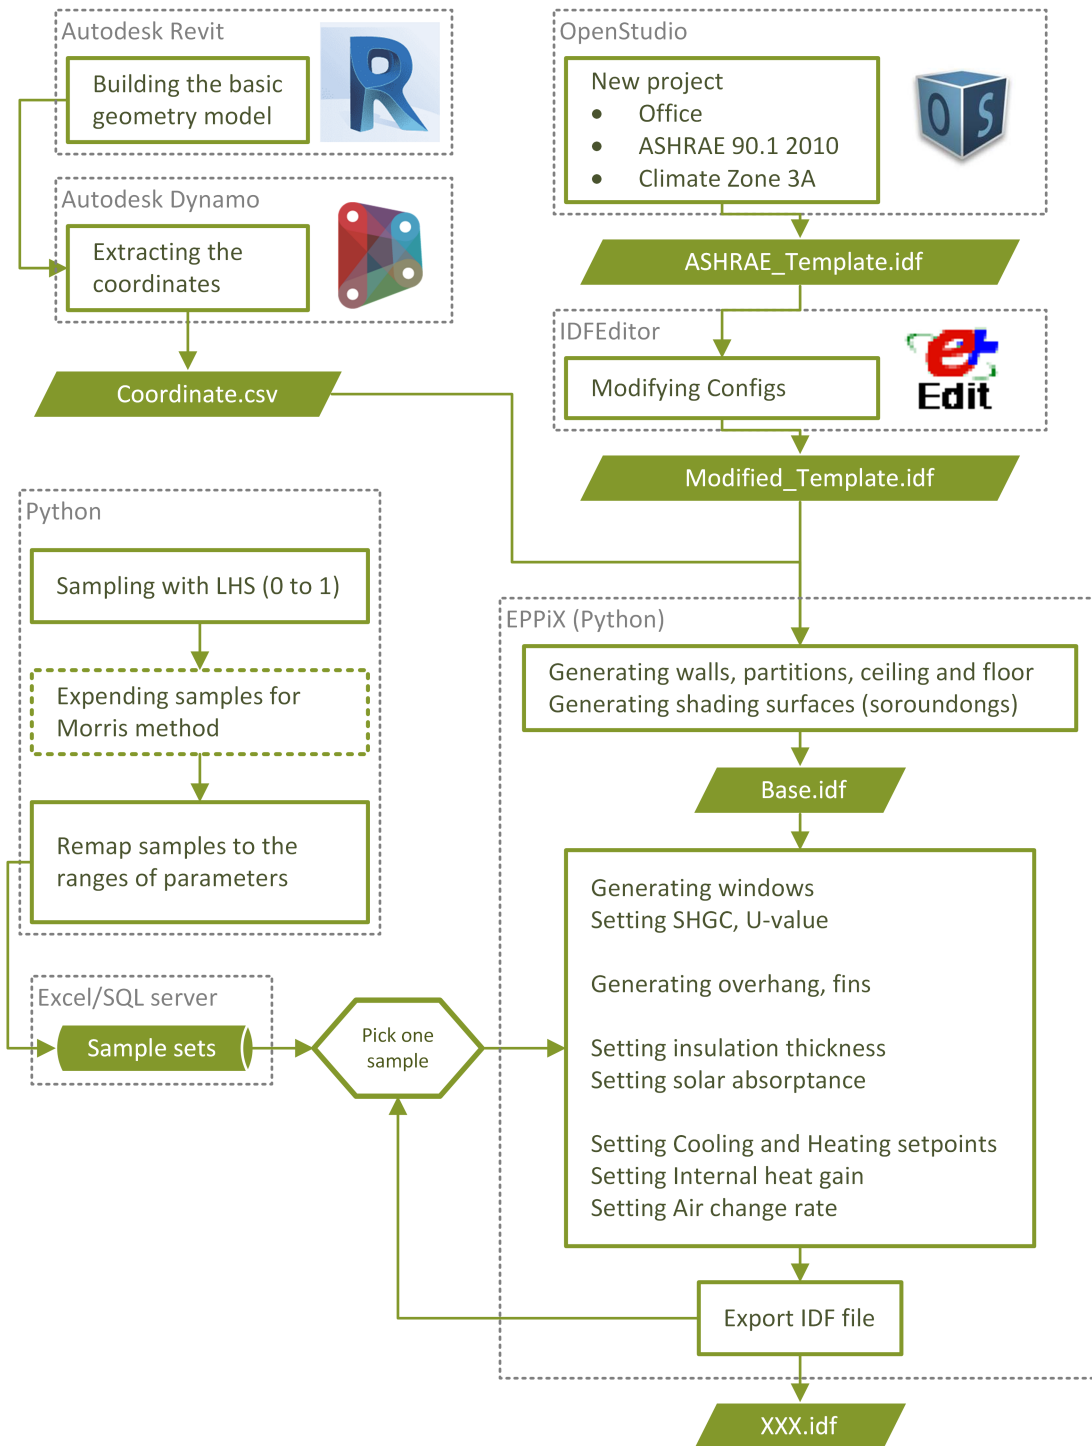 Autodesk Revit
Building the basic
geometry model
R
Autodesk Dynamo
Extracting the
coordinates
Coordinate.csv
OpenStudio
New project
• Office
• ASHRAE 90.1 2010
• Climate Zone 3A
O S
ASHRAE_Template.idf
IDFEditor
Modifying Configs
e+
Edit
Modified_Template.idf
Python
Sampling with LHS (0 to 1)
Expending samples for
Morris method
Remap samples to the
ranges of parameters
Excel/SQL server
Sample sets
Pick one
sample
EPPiX (Python)
Generating walls, partitions, ceiling and floor
Generating shading surfaces (soroundongs)
Base.idf
Generating windows
Setting SHGC, U-value
Generating overhang, fins
Setting insulation thickness
Setting solar absorptance
Setting Cooling and Heating setpoints
Setting Internal heat gain
Setting Air change rate
Export IDF file
XXX.idf